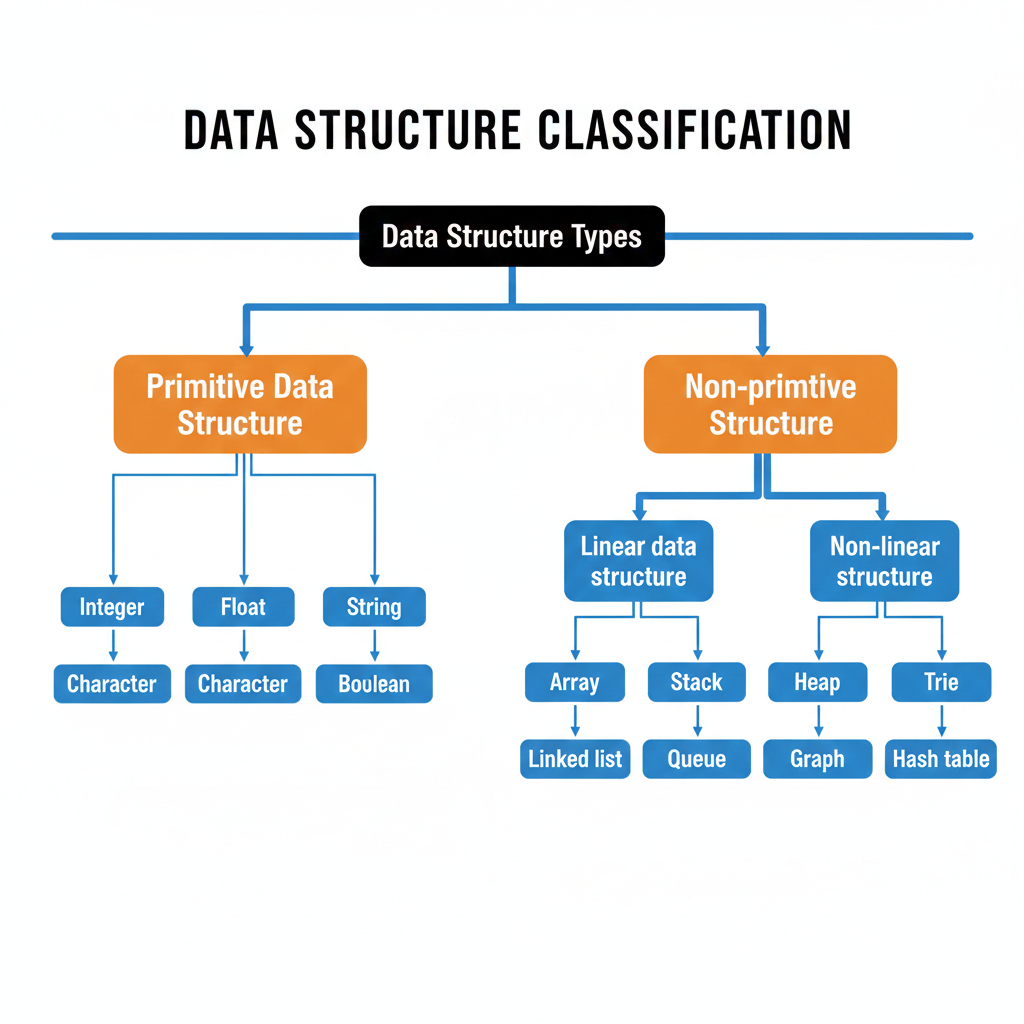 DATA STRUCTURE CLASSIFICATION
Data Structure Types
Primitive Data
Structure
Non-primtive
Structure
Linear data
structure
Non-linear
structure
Integer
Float
String
Character
Character
Boulean
Array
Stack
Heap
Trie
Linked list
Queue
Graph
Hash table